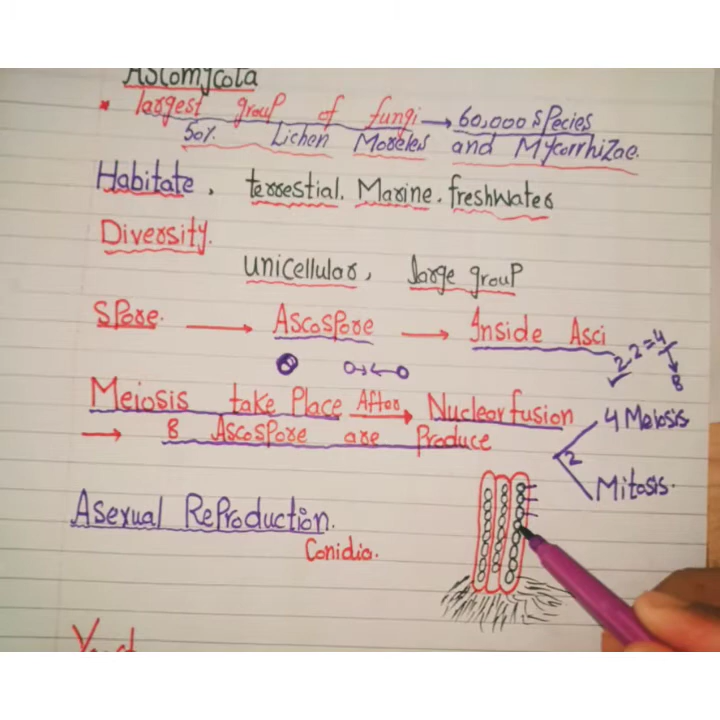 Ascomycota
* largest group of fungi → 60,000 species
50%. Lichen Moreles and Mycorrhizae.
Habitate, terrestial. Marine. freshwater
Diversity.
unicellular, large group
Spore. → Ascospore → Inside Asci
2,2=4
8
Meiosis take Place After Nuclear fusion
→ 8 Ascospore are Produce
4 Meiosis
2
Mitosis.
Asexual Reproduction.
Conidia.